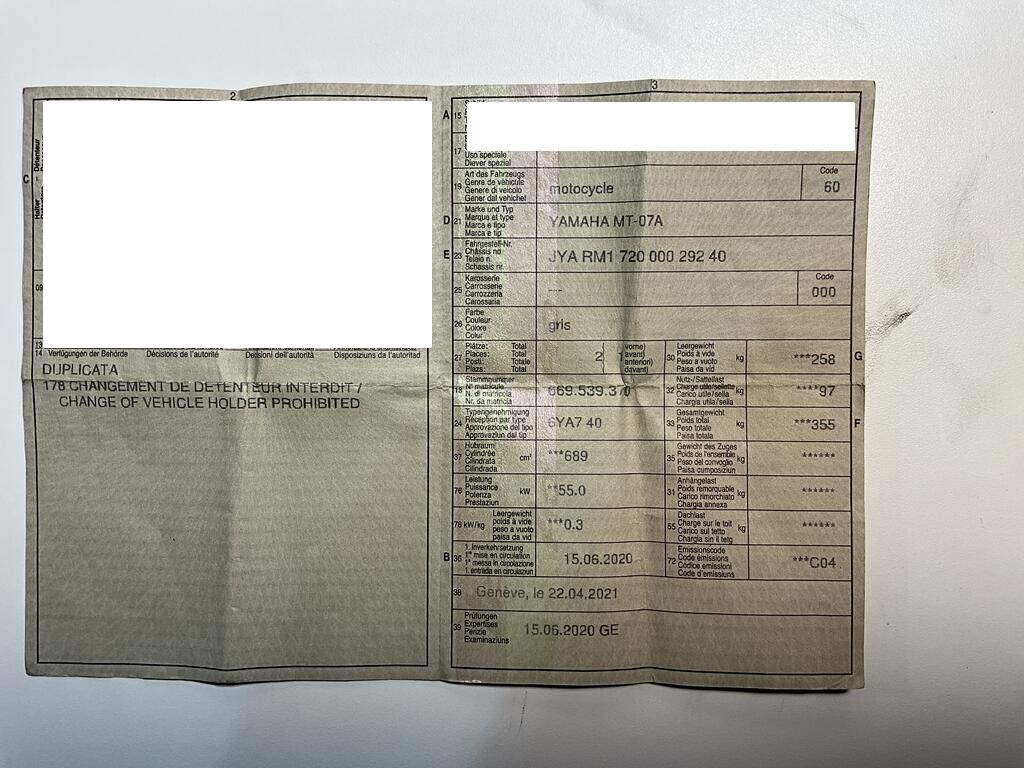 2
C
Détenteur
Halter
09
13
14 Verfügungen der Behörde Décisions de l'autorité Decisioni dell'autorità Disposiziuns da l'autoritad
DUPLICATA
178 CHANGEMENT DE DETENTEUR INTERDIT /
CHANGE OF VEHICLE HOLDER PROHIBITED
3
A 15
17
Uso speciale
Diever spezial
19 Art des Fahrzeugs
Genre de véhicule
Genere di veicolo
Gener dal vehichel
motocycle
Code
60
D 21 Marke und Typ
Marque et type
Marca e tipo
Marca e tip
YAMAHA MT-07A
E 23 Fahrgestell-Nr.
Châssis no
Telaio n.
Schassis nr.
JYA RM1 720 000 292 40
25 Karosserie
Carrosserie
Carrozzeria
Carossaria
---
Code
000
26 Farbe
Couleur
Colore
Colur
gris
27 Plätze: Total
Places: Total
Posti: Totale
Plazs: Total
2
vorne)
avant)
anteriori)
davant)
30 Leergewicht
Poids à vide
Peso a vuoto
Paisa da vid
kg
***258
G
18 Stammnummer
N° matricule
N. di matricola
Nr. da matricla
669.539.370
32 Nutz-/Sattellast
Charge utile/sellette
Carico utile/sella
Chargia utila/sella
kg
****97
24 Typengenehmigung
Réception par type
Approvazione del tipo
Approvaziun dal tip
6YA7 40
33 Gesamtgewicht
Poids total
Peso totale
Paisa totala
kg
***355
F
37 Hubraum
Cylindrée
Cilindrata
Cilindrada
cm³
***689
35 Gewicht des Zuges
Poids de l'ensemble
Peso del convoglio
Paisa cumposiziun
kg
******
76 Leistung
Puissance
Potenza
Prestaziun
kW
**55.0
31 Anhängelast
Poids remorquable
Carico rimorchiato
Chargia annexa
kg
******
78 kW/kg Leergewicht
poids à vide
peso a vuoto
paisa da vid
***0.3
55 Dachlast
Charge sur le toit
Carico sul tetto
Chargia sin il tetg
kg
******
B 36 1. Inverkehrsetzung
1re mise en circulation
1a messa in circolazione
1. entrada en circulaziun
15.06.2020
72 Emissionscode
Code émissions
Codice emissioni
Code d'emissiuns
***C04
38 Genève, le 22.04.2021
39 Prüfungen
Expertises
Perizie
Examinaziuns
15.06.2020 GE